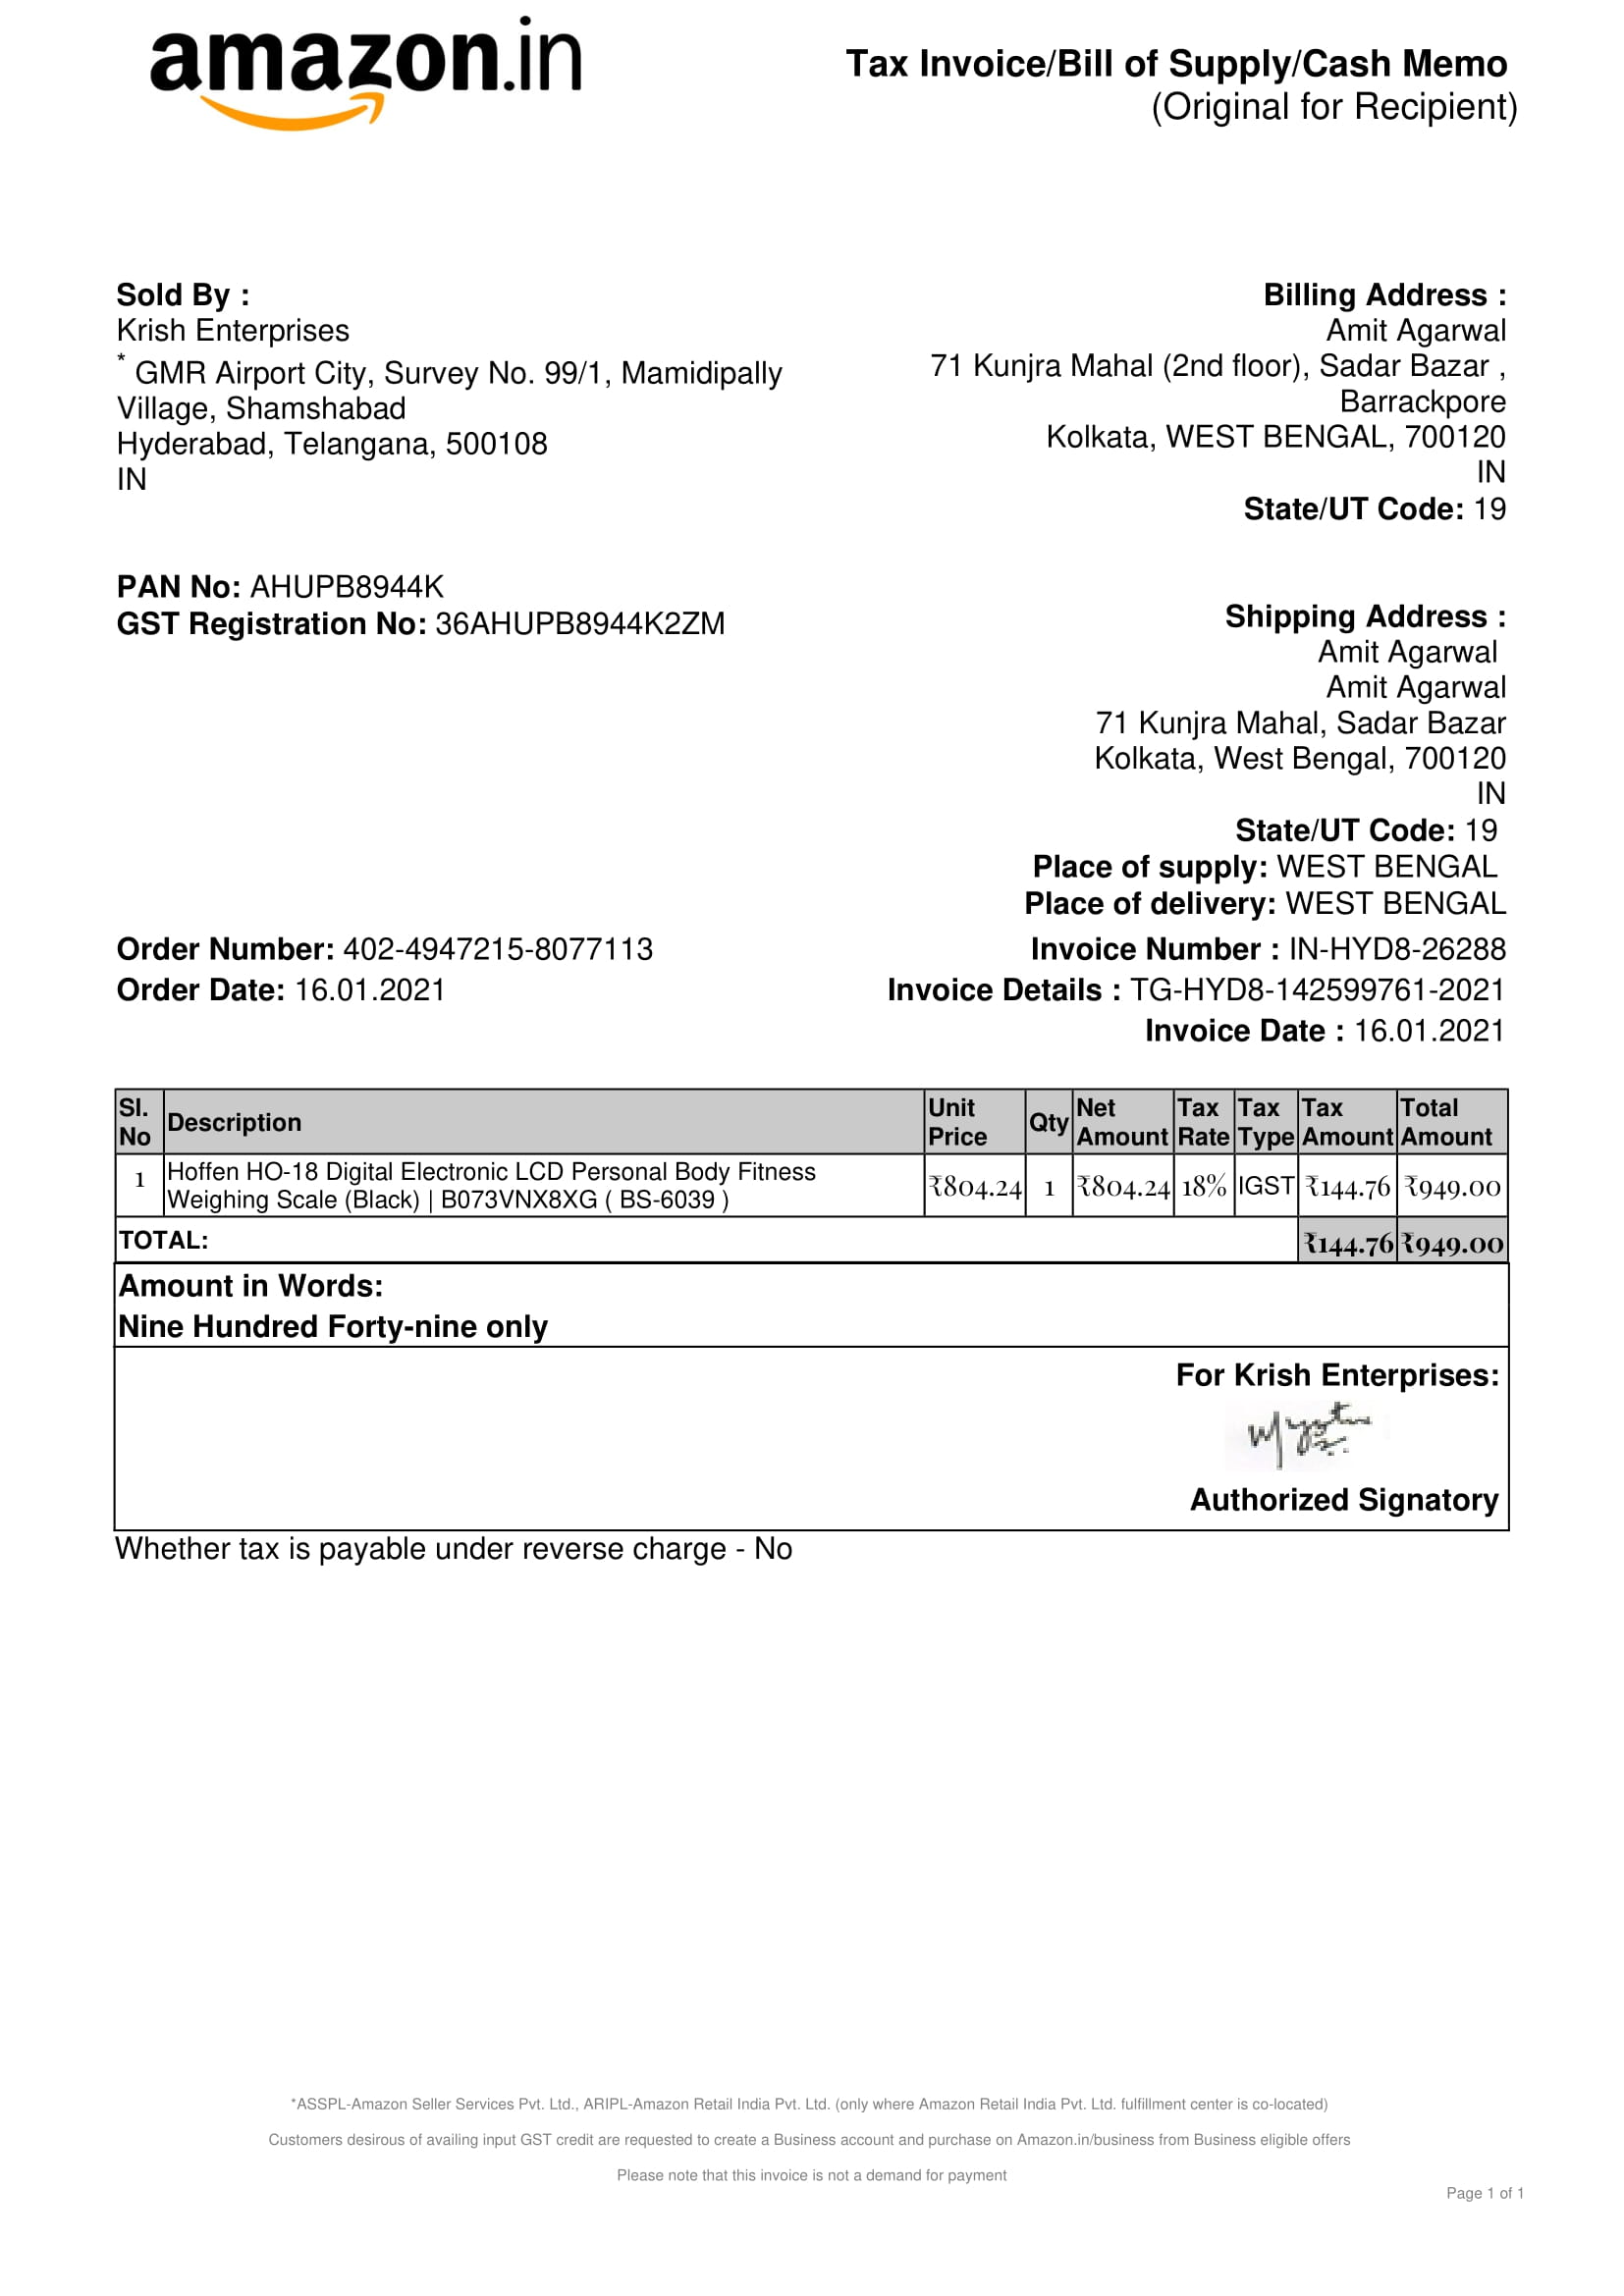 amazon.in
Tax Invoice/Bill of Supply/Cash Memo
(Original for Recipient)
Sold By :
Krish Enterprises
* GMR Airport City, Survey No. 99/1, Mamidipally
Village, Shamshabad
Hyderabad, Telangana, 500108
IN
PAN No: AHUPB8944K
GST Registration No: 36AHUPB8944K2ZM
Billing Address :
Amit Agarwal
71 Kunjra Mahal (2nd floor), Sadar Bazar ,
Barrackpore
Kolkata, WEST BENGAL, 700120
IN
State/UT Code: 19
Shipping Address :
Amit Agarwal
Amit Agarwal
71 Kunjra Mahal, Sadar Bazar
Kolkata, West Bengal, 700120
IN
State/UT Code: 19
Place of supply: WEST BENGAL
Place of delivery: WEST BENGAL
Order Number: 402-4947215-8077113
Order Date: 16.01.2021
Invoice Number : IN-HYD8-26288
Invoice Details : TG-HYD8-142599761-2021
Invoice Date : 16.01.2021
Sl. No Description Unit Price Qty Net Amount Tax Rate Tax Type Tax Amount Total Amount
1 Hoffen HO-18 Digital Electronic LCD Personal Body Fitness
Weighing Scale (Black) | B073VNX8XG ( BS-6039 ) ₹804.24 1 ₹804.24 18% IGST ₹144.76 ₹949.00
TOTAL: ₹144.76 ₹949.00
Amount in Words:
Nine Hundred Forty-nine only
For Krish Enterprises:
Authorized Signatory
Whether tax is payable under reverse charge - No
*ASSPL-Amazon Seller Services Pvt. Ltd., ARIPL-Amazon Retail India Pvt. Ltd. (only where Amazon Retail India Pvt. Ltd. fulfillment center is co-located)
Customers desirous of availing input GST credit are requested to create a Business account and purchase on Amazon.in/business from Business eligible offers
Please note that this invoice is not a demand for payment
Page 1 of 1